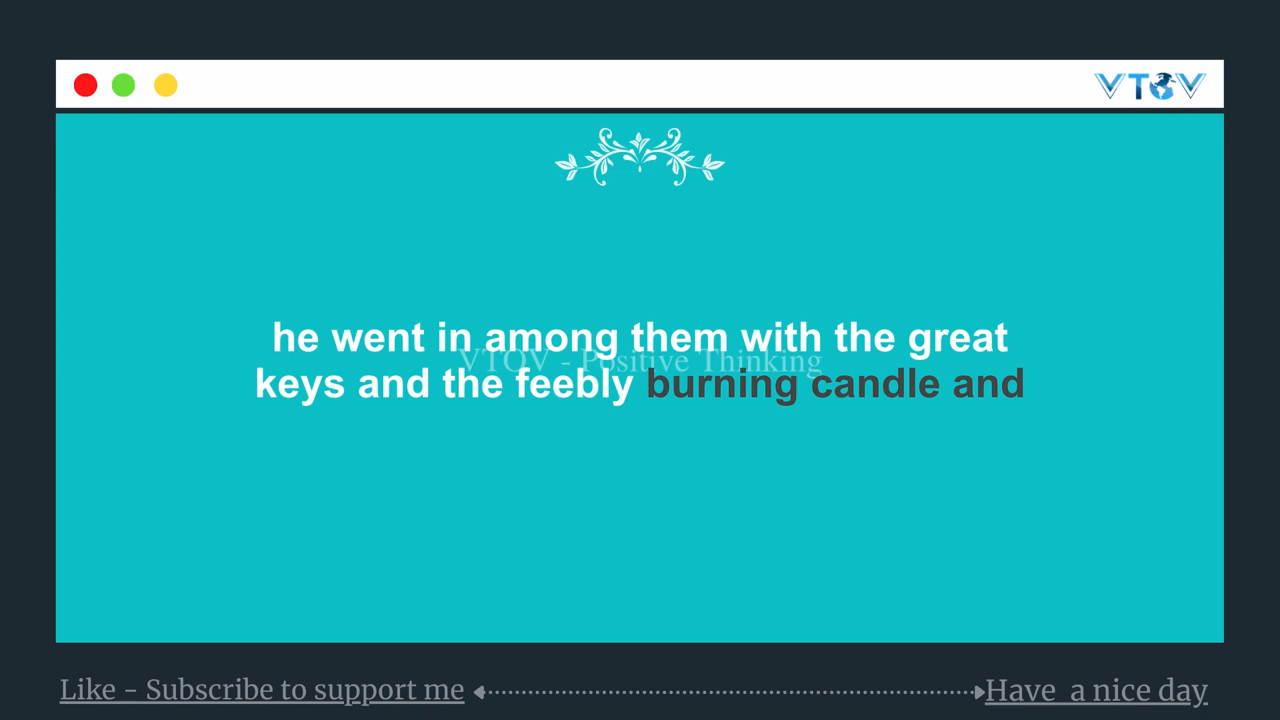 VTOV
he went in among them with the great
VTOV - Positive Thinking
keys and the feebly burning candle and
Like - Subscribe to support me
Have a nice day